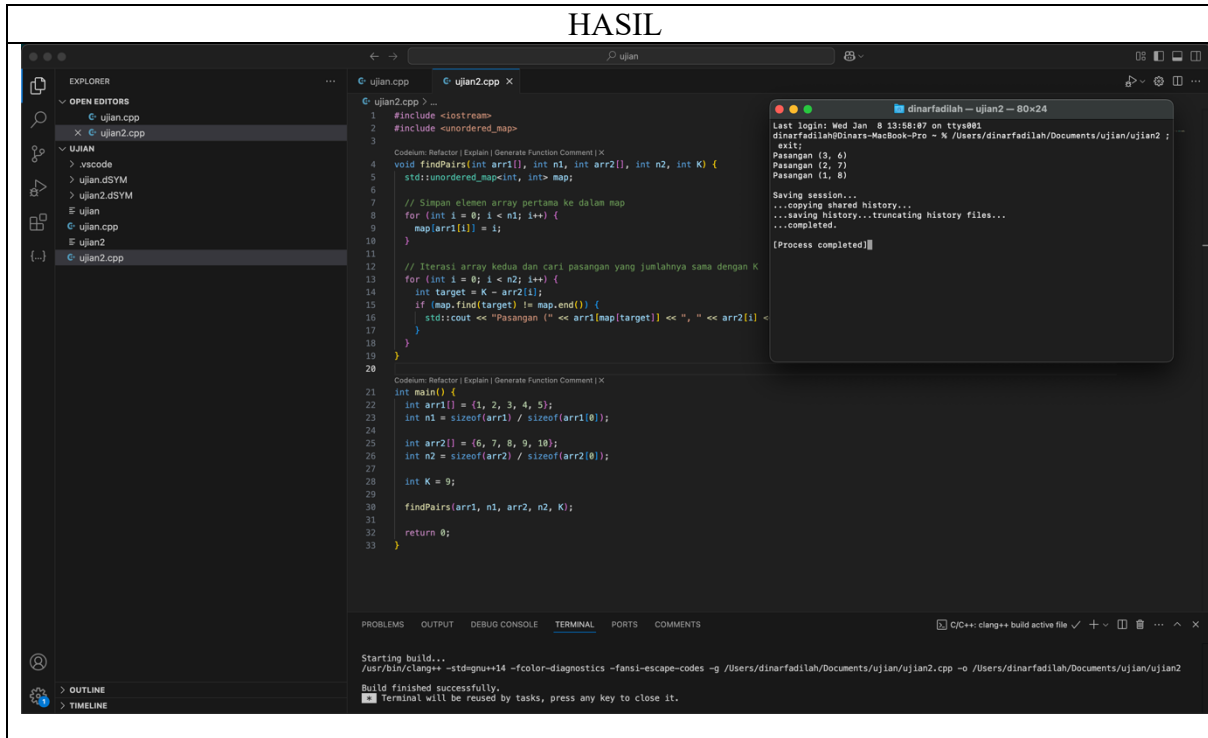 HASIL
ujian
EXPLORER
OPEN EDITORS
ujian.cpp
ujian2.cpp
UJIAN
.vscode
ujian.dSYM
ujian2.dSYM
ujian
ujian.cpp
ujian2
ujian2.cpp
OUTLINE
TIMELINE
ujian.cpp ujian2.cpp
ujian2.cpp > ...
1 #include <iostream>
2 #include <unordered_map>
3
Codeium: Refactor | Explain | Generate Function Comment | X
4 void findPairs(int arr1[], int n1, int arr2[], int n2, int K) {
5 std::unordered_map<int, int> map;
6
7 // Simpan elemen array pertama ke dalam map
8 for (int i = 0; i < n1; i++) {
9 map[arr1[i]] = i;
10 }
11
12 // Iterasi array kedua dan cari pasangan yang jumlahnya sama dengan K
13 for (int i = 0; i < n2; i++) {
14 int target = K - arr2[i];
15 if (map.find(target) != map.end()) {
16 std::cout << "Pasangan (" << arr1[map[target]] << ", " << arr2[i] <
17 }
18 }
19 }
20
Codeium: Refactor | Explain | Generate Function Comment | X
21 int main() {
22 int arr1[] = {1, 2, 3, 4, 5};
23 int n1 = sizeof(arr1) / sizeof(arr1[0]);
24
25 int arr2[] = {6, 7, 8, 9, 10};
26 int n2 = sizeof(arr2) / sizeof(arr2[0]);
27
28 int K = 9;
29
30 findPairs(arr1, n1, arr2, n2, K);
31
32 return 0;
33 }
dinarfadilah — ujian2 — 80×24
Last login: Wed Jan 8 13:58:07 on ttys001
dinarfadilah@Dinars-MacBook-Pro ~ % /Users/dinarfadilah/Documents/ujian/ujian2 ;
exit;
Pasangan (3, 6)
Pasangan (2, 7)
Pasangan (1, 8)
Saving session...
...copying shared history...
...saving history...truncating history files...
...completed.
[Process completed]
PROBLEMS OUTPUT DEBUG CONSOLE TERMINAL PORTS COMMENTS
C/C++: clang++ build active file
Starting build...
/usr/bin/clang++ -std=gnu++14 -fcolor-diagnostics -fansi-escape-codes -g /Users/dinarfadilah/Documents/ujian/ujian2.cpp -o /Users/dinarfadilah/Documents/ujian/ujian2
Build finished successfully.
* Terminal will be reused by tasks, press any key to close it.
1